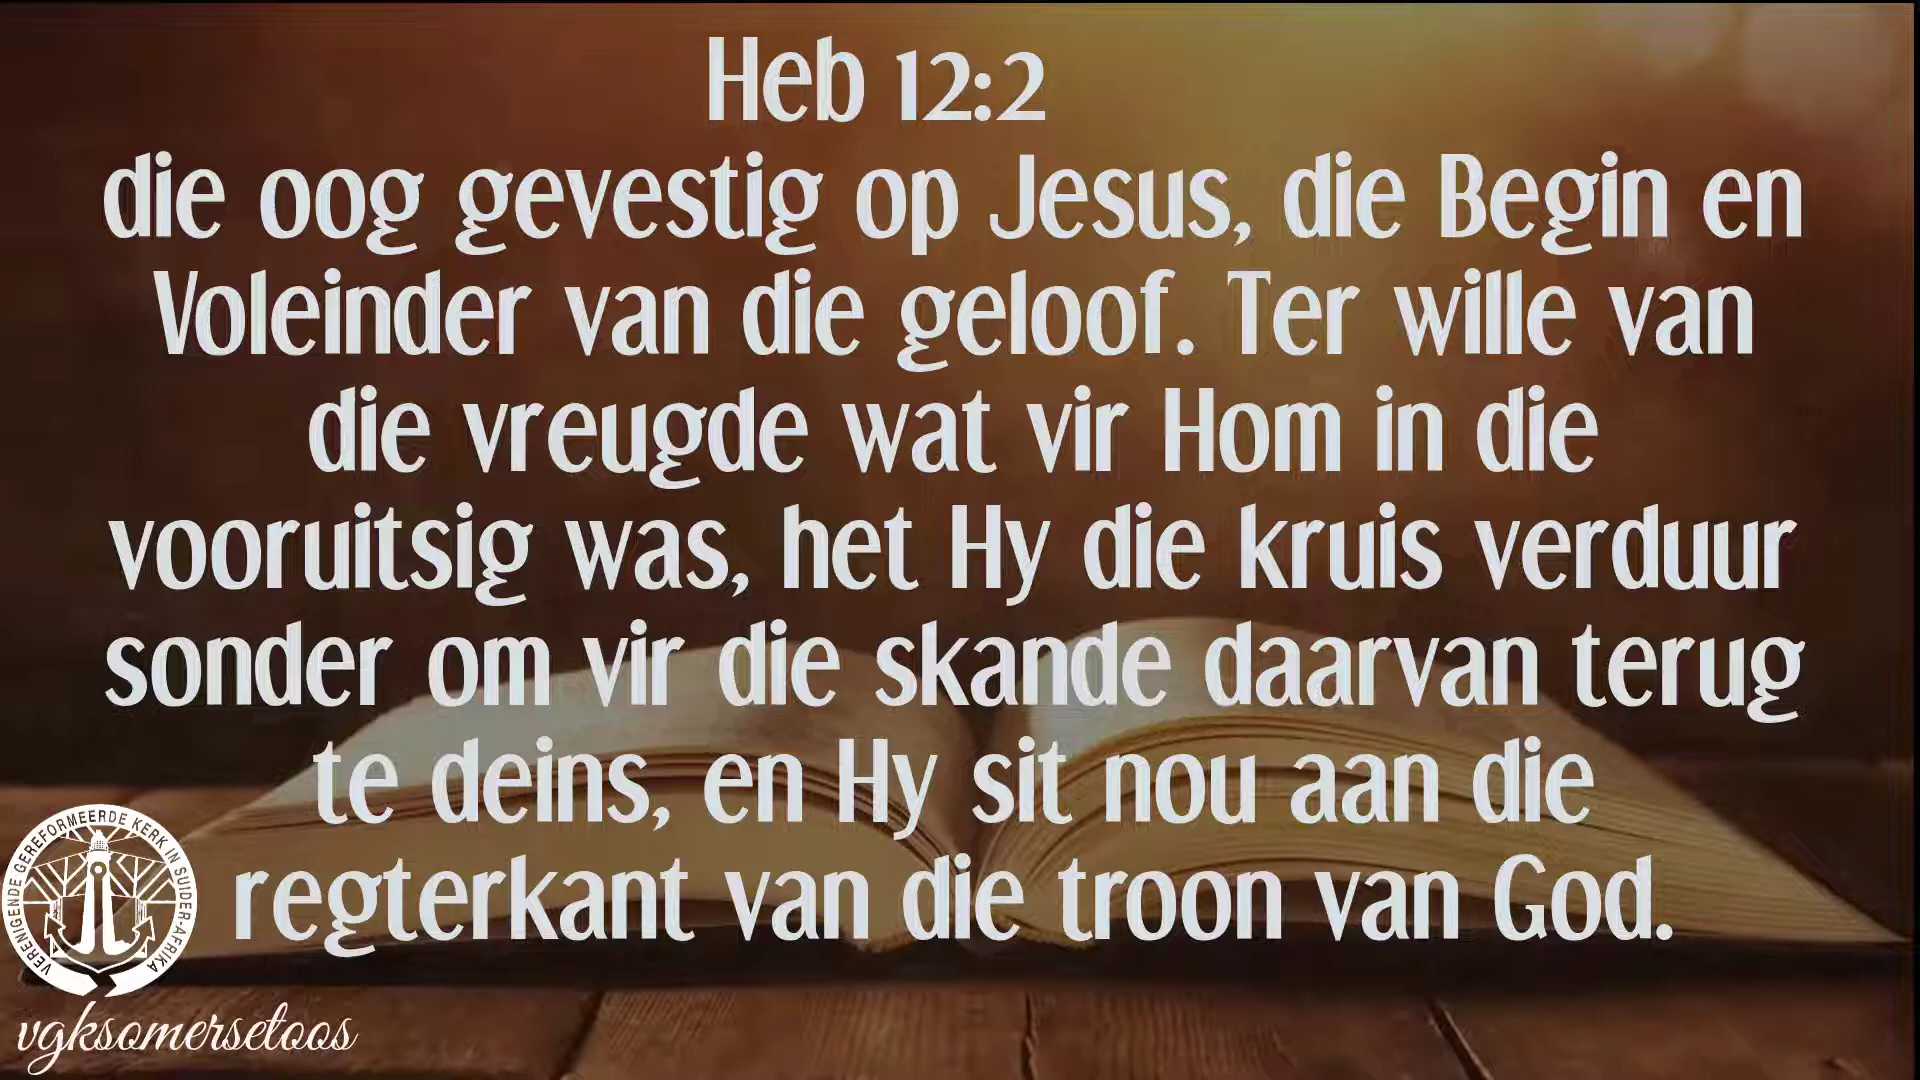 Heb 12:2
die oog gevestig op Jesus, die Begin en
Voleinder van die geloof. Ter wille van
die vreugde wat vir Hom in die
vooruitsig was, het Hy die kruis verduur
sonder om vir die skande daarvan terug
te deins, en Hy sit nou aan die
regterkant van die troon van God.
VERENIGENDE GEREFORMEERDE KERK IN SUIDER-AFRIKA
vgksomersetoos